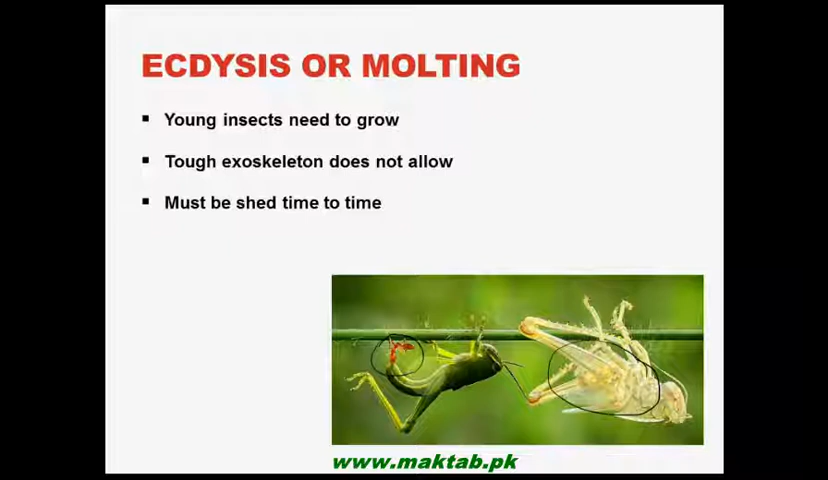 ECDYSIS OR MOLTING
▪ Young insects need to grow
▪ Tough exoskeleton does not allow
▪ Must be shed time to time
www.maktab.pk